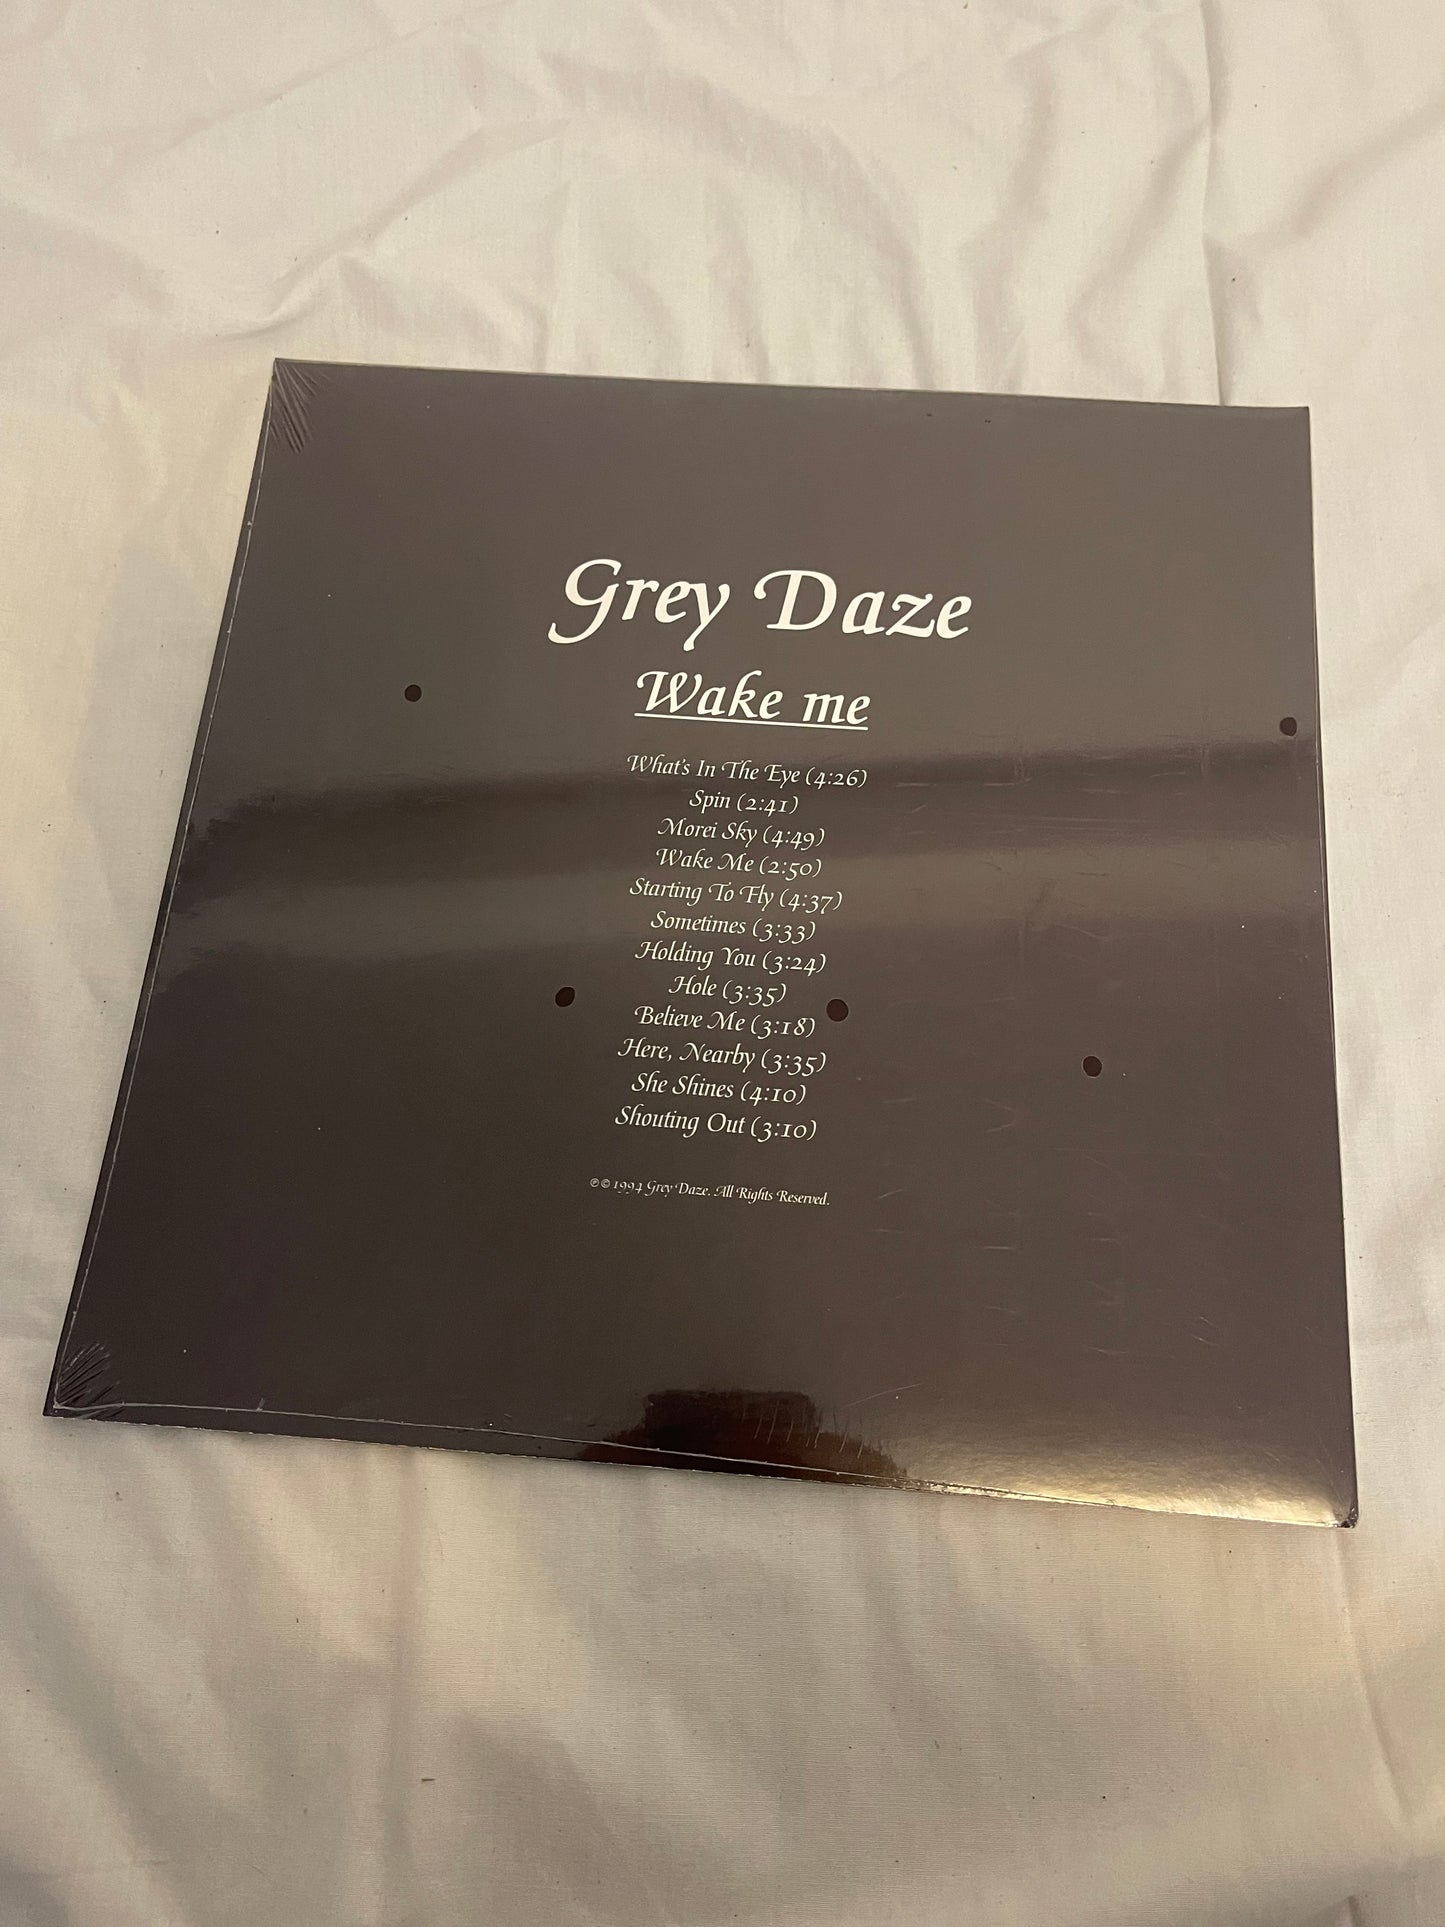 Grey Daze
Wake me
What's In The Eye (4:26)
Spin (2:41)
Morei Sky (4:49)
Wake Me (2:50)
Starting To Fly (4:37)
Sometimes (3:33)
Holding You (3:24)
Hole (3:35)
Believe Me (3:18)
Here, Nearby (3:35)
She Shines (4:10)
Shouting Out (3:10)
℗© 1994 Grey Daze. All Rights Reserved.